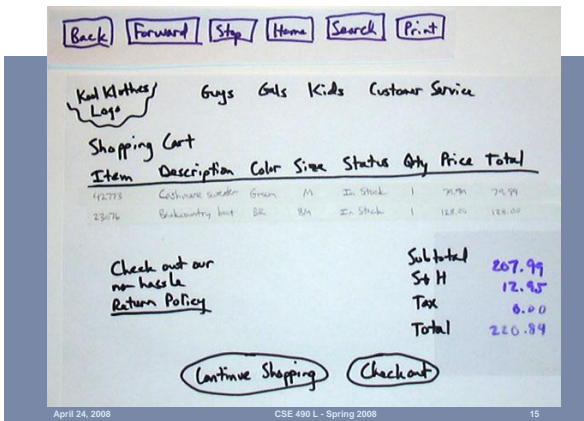 Back Forward Stop Home Search Print
Kool Klothes Logo Guys Gals Kids Customer Service
Shopping Cart
Item Description Color Size Status Qty Price Total
42773 Cashmere sweater Green M In Stock 1 79.99 79.99
23076 Backcountry boot BR 8M In Stock 1 128.00 128.00
Check out our
no hassle
Return Policy
Subtotal 207.99
S+H 12.95
Tax 0.00
Total 220.84
Continue Shopping Checkout
April 24, 2008 CSE 490 L - Spring 2008 15